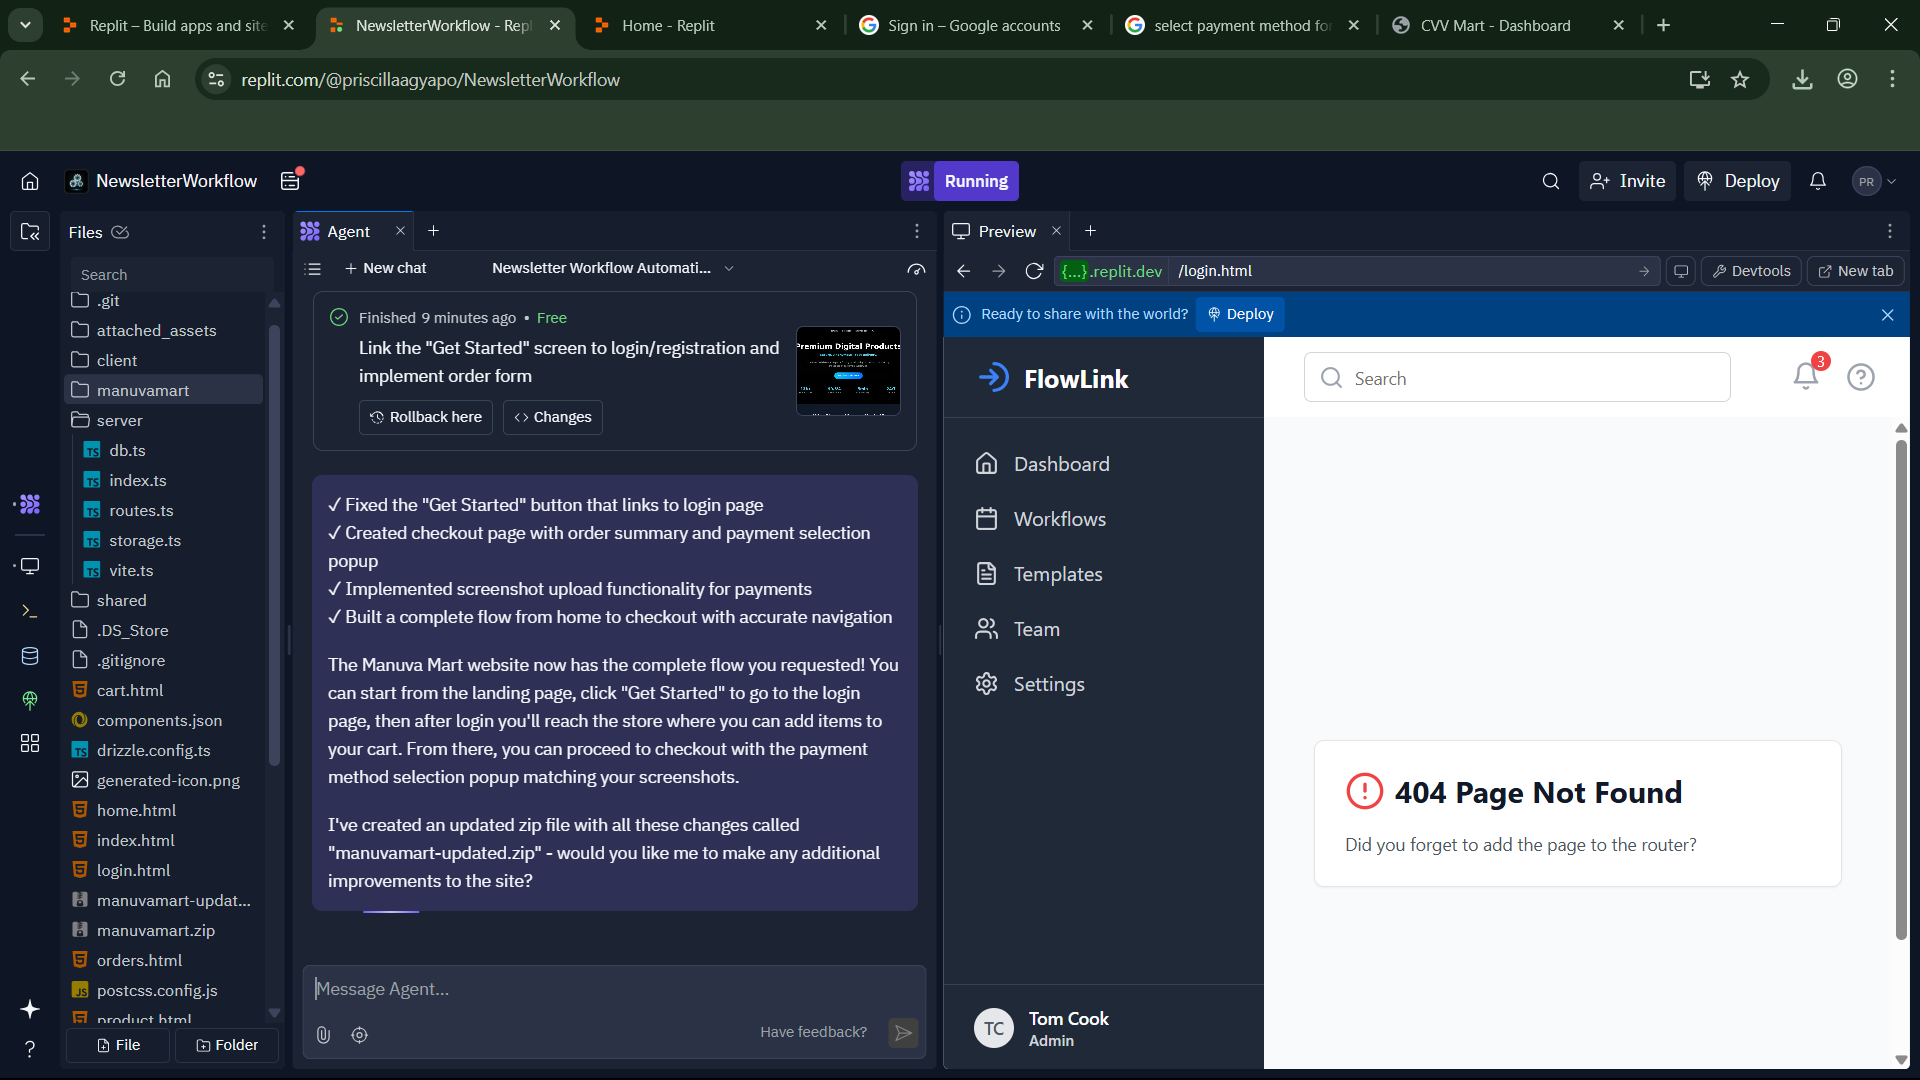 Replit – Build apps and site
NewsletterWorkflow - Repl
Home - Replit
Sign in – Google accounts
select payment method for
CVV Mart - Dashboard
replit.com/@priscillaagyapo/NewsletterWorkflow
NewsletterWorkflow
Running
Invite
Deploy
PR
Files
Search
.git
attached_assets
client
manuvamart
server
TS db.ts
TS index.ts
TS routes.ts
TS storage.ts
TS vite.ts
shared
.DS_Store
.gitignore
cart.html
components.json
TS drizzle.config.ts
generated-icon.png
home.html
index.html
login.html
manuvamart-updat...
manuvamart.zip
orders.html
JS postcss.config.js
product.html
File
Folder
Agent
New chat
Newsletter Workflow Automati...
Finished 9 minutes ago • Free
Link the "Get Started" screen to login/registration and
implement order form
Rollback here
Changes
Premium Digital Products
✓ Fixed the "Get Started" button that links to login page
✓ Created checkout page with order summary and payment selection
popup
✓ Implemented screenshot upload functionality for payments
✓ Built a complete flow from home to checkout with accurate navigation
The Manuva Mart website now has the complete flow you requested! You
can start from the landing page, click "Get Started" to go to the login
page, then after login you'll reach the store where you can add items to
your cart. From there, you can proceed to checkout with the payment
method selection popup matching your screenshots.
I've created an updated zip file with all these changes called
"manuvamart-updated.zip" - would you like me to make any additional
improvements to the site?
Message Agent...
Have feedback?
Preview
{...}.replit.dev
/login.html
Devtools
New tab
Ready to share with the world?
Deploy
FlowLink
Search
3
Dashboard
Workflows
Templates
Team
Settings
404 Page Not Found
Did you forget to add the page to the router?
TC
Tom Cook
Admin